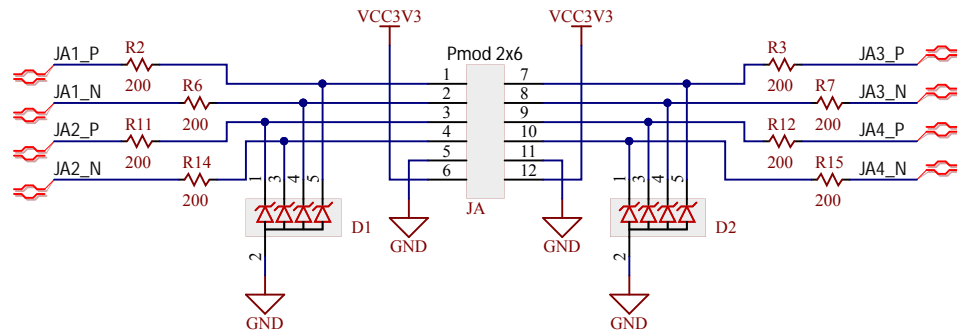 VCC3V3 VCC3V3
JA1_P R2 Pmod 2x6 R3 JA3_P
200 1 7 200
JA1_N R6 2 8 R7 JA3_N
200 3 9 200
JA2_P R11 4 10 R12 JA4_P
200 5 11 200
JA2_N R14 6 12 R15 JA4_N
200 1 3 4 5 JA 1 3 4 5 200
D1 GND GND D2
2 2
GND GND